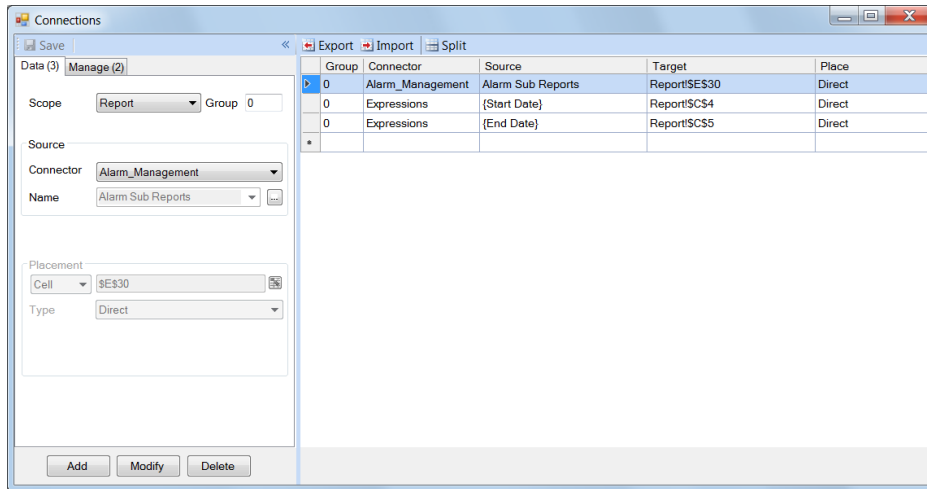 Connections
Save « Export Import Split
Data (3) Manage (2)
Group Connector Source Target Place
0 Alarm_Management Alarm Sub Reports Report!$E$30 Direct
0 Expressions {Start Date} Report!$C$4 Direct
0 Expressions {End Date} Report!$C$5 Direct
Scope Report Group 0
Source
Connector Alarm_Management
Name Alarm Sub Reports ...
Placement
Cell $E$30
Type Direct
Add Modify Delete